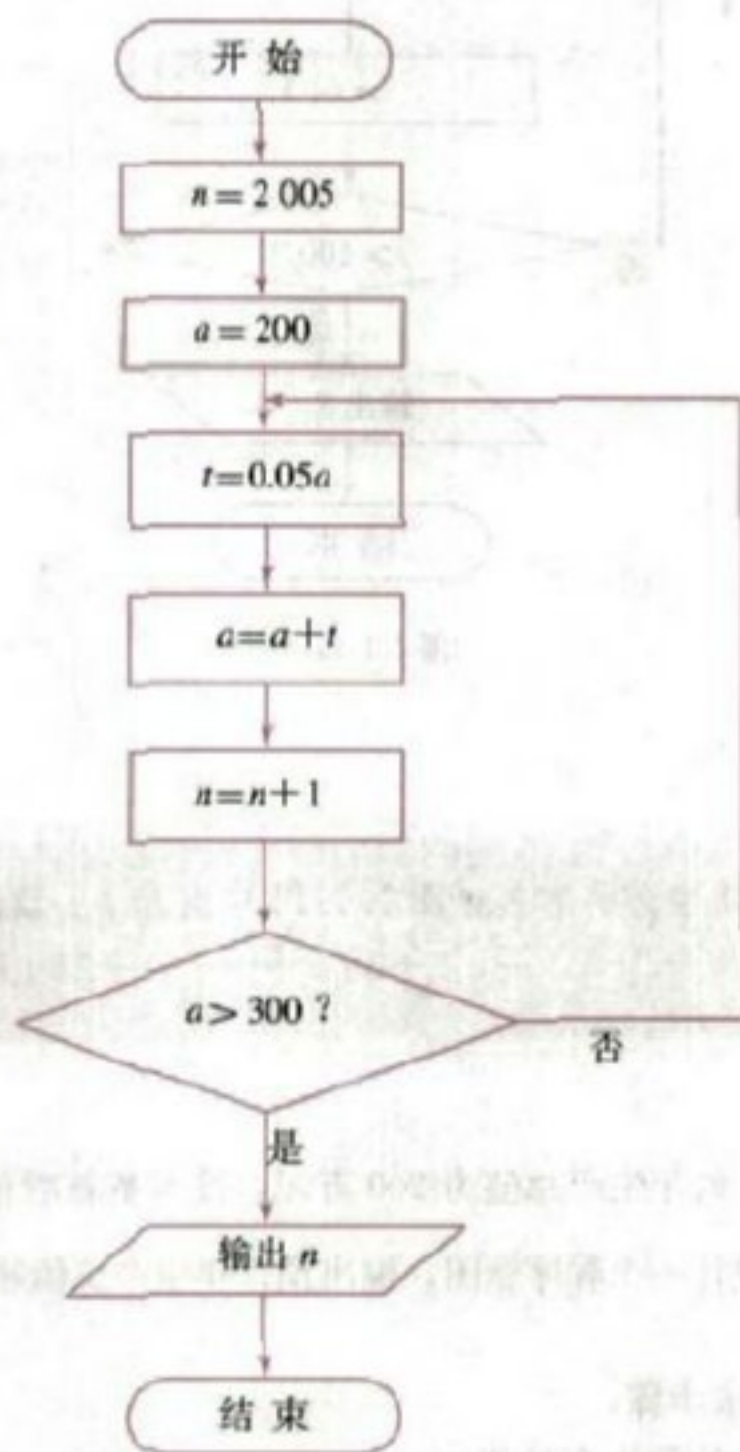 开始
n = 2 005
a = 200
t=0.05a
a=a+t
n=n+1
a> 300 ?
否
是
输出 n
结束